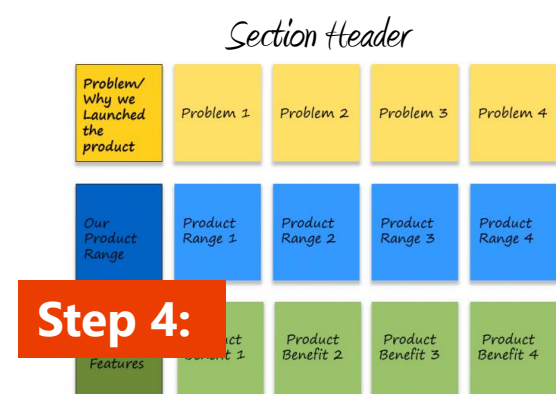 Section Header
Problem/
Why we
Launched
the
product
Problem 1
Problem 2
Problem 3
Problem 4
Our
Product
Range
Product
Range 1
Product
Range 2
Product
Range 3
Product
Range 4
Step 4:
Features
1
Product
Benefit 2
Product
Benefit 3
Product
Benefit 4